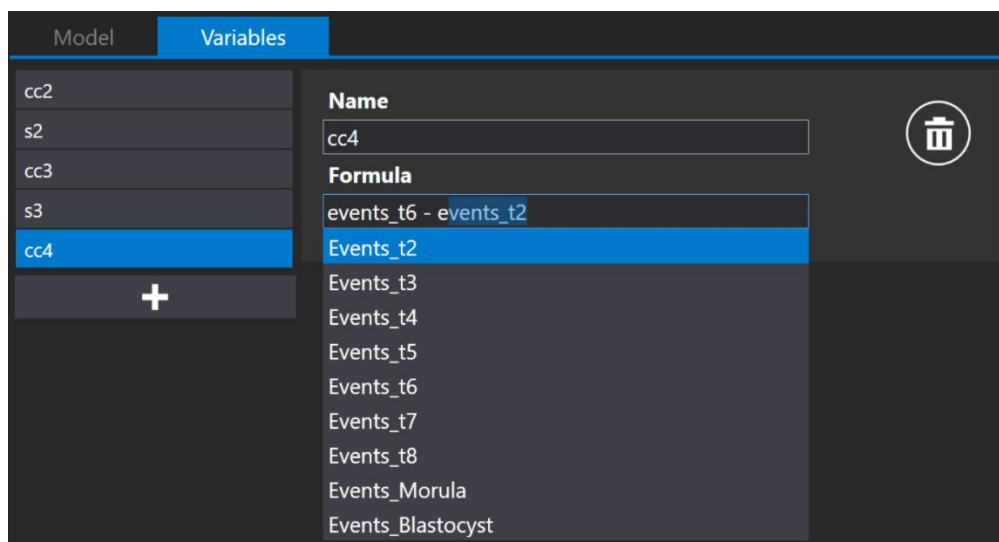 Model Variables
cc2
s2
cc3
s3
cc4
Name
cc4
Formula
events_t6 - events_t2
Events_t2
Events_t3
Events_t4
Events_t5
Events_t6
Events_t7
Events_t8
Events_Morula
Events_Blastocyst